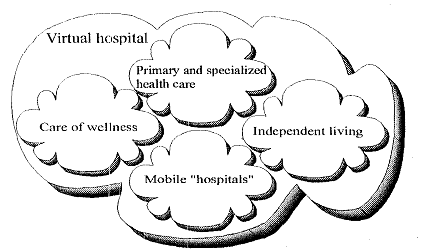 Virtual hospital
Primary and specialized
health care
Care of wellness
Independent living
Mobile "hospitals"